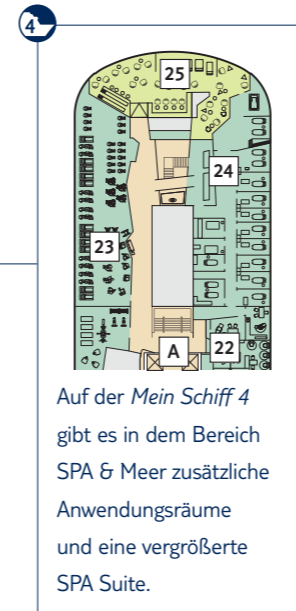 4
25
24
23
A
22
Auf der Mein Schiff 4
gibt es in dem Bereich
SPA & Meer zusätzliche
Anwendungsräume
und eine vergrößerte
SPA Suite.